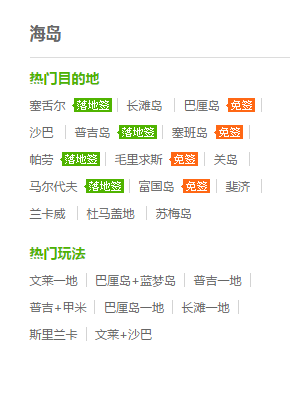 海岛
热门目的地
塞舌尔 落地签 长滩岛 巴厘岛 免签
沙巴 普吉岛 落地签 塞班岛 免签
帕劳 落地签 毛里求斯 免签 关岛
马尔代夫 落地签 富国岛 免签 斐济
兰卡威 杜马盖地 苏梅岛
热门玩法
文莱一地 巴厘岛+蓝梦岛 普吉一地
普吉+甲米 巴厘岛一地 长滩一地
斯里兰卡 文莱+沙巴